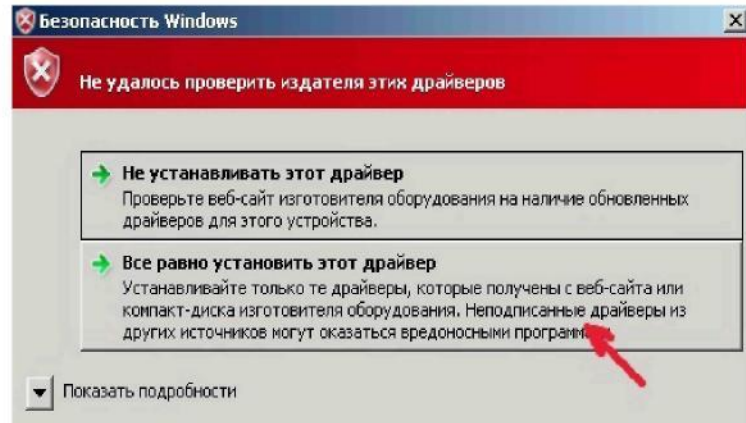 Безопасность Windows
Не удалось проверить издателя этих драйверов
Не устанавливать этот драйвер
Проверьте веб-сайт изготовителя оборудования на наличие обновленных
драйверов для этого устройства.
Все равно установить этот драйвер
Устанавливайте только те драйверы, которые получены с веб-сайта или
компакт-диска изготовителя оборудования. Неподписанные драйверы из
других источников могут оказаться вредоносными
Показать подробности